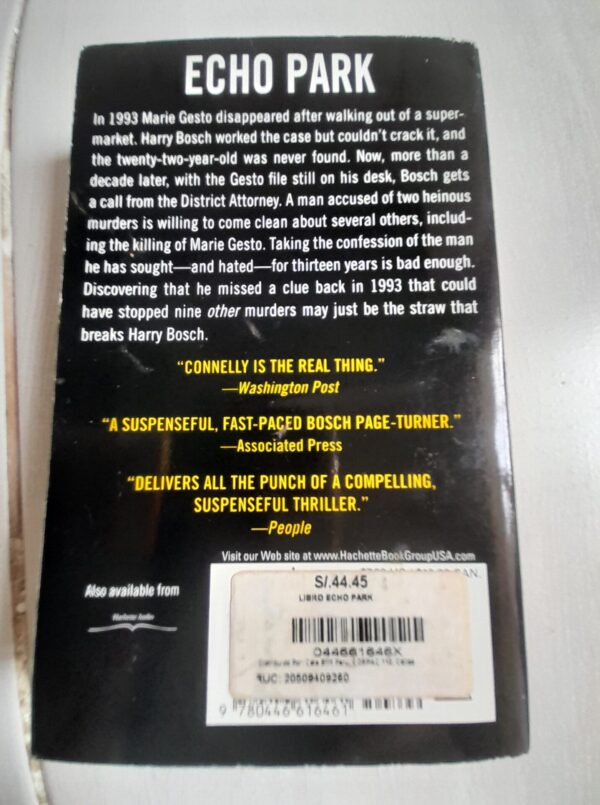 ECHO PARK
In 1993 Marie Gesto disappeared after walking out of a super-
market. Harry Bosch worked the case but couldn't crack it, and
the twenty-two-year-old was never found. Now, more than a
decade later, with the Gesto file still on his desk, Bosch gets
a call from the District Attorney. A man accused of two heinous
murders is willing to come clean about several others, includ-
ing the killing of Marie Gesto. Taking the confession of the man
he has sought—and hated—for thirteen years is bad enough.
Discovering that he missed a clue back in 1993 that could
have stopped nine other murders may just be the straw that
breaks Harry Bosch.
"CONNELLY IS THE REAL THING."
—Washington Post
"A SUSPENSEFUL, FAST-PACED BOSCH PAGE-TURNER."
—Associated Press
"DELIVERS ALL THE PUNCH OF A COMPELLING,
SUSPENSEFUL THRILLER."
—People
Visit our Web site at www.HachetteBookGroupUSA.com
Also available from
Hachette Audio
S/.44.45
LIBRO ECHO PARK
044661646X
RUC: 20509409260
9 780446 616461